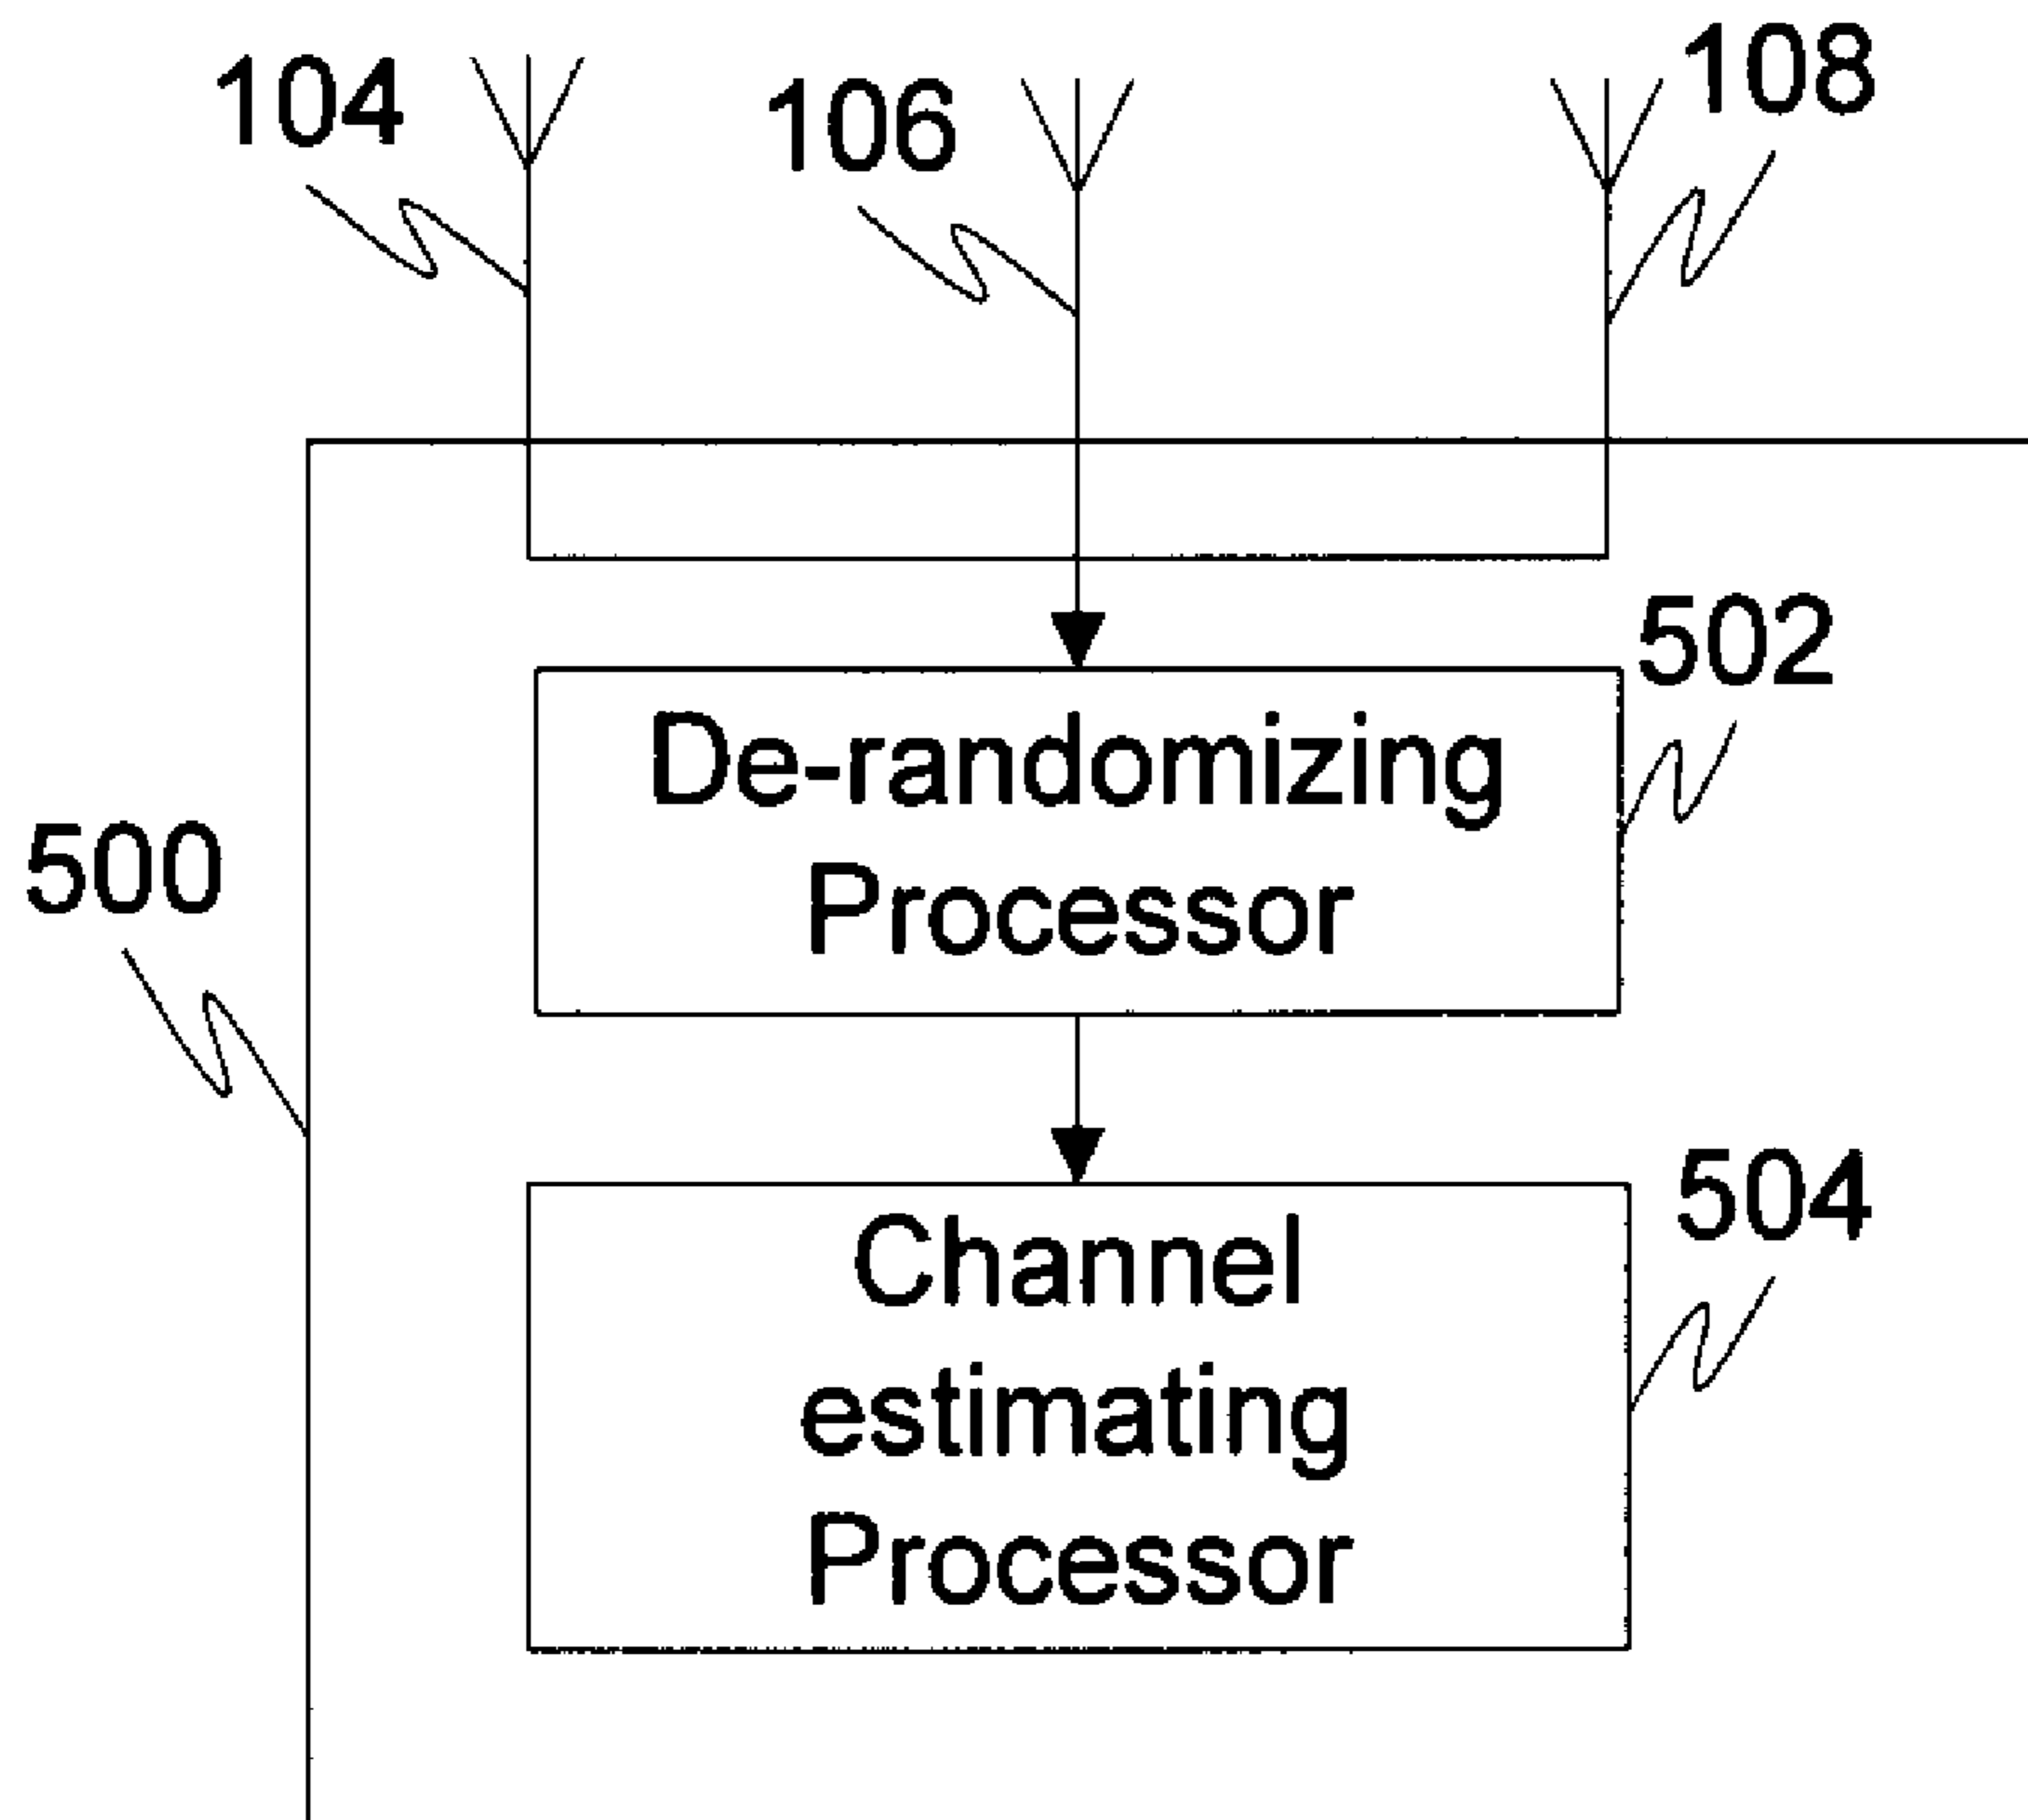 104
106
108
502
De-randomizing
Processor
500
504
Channel
estimating
Processor